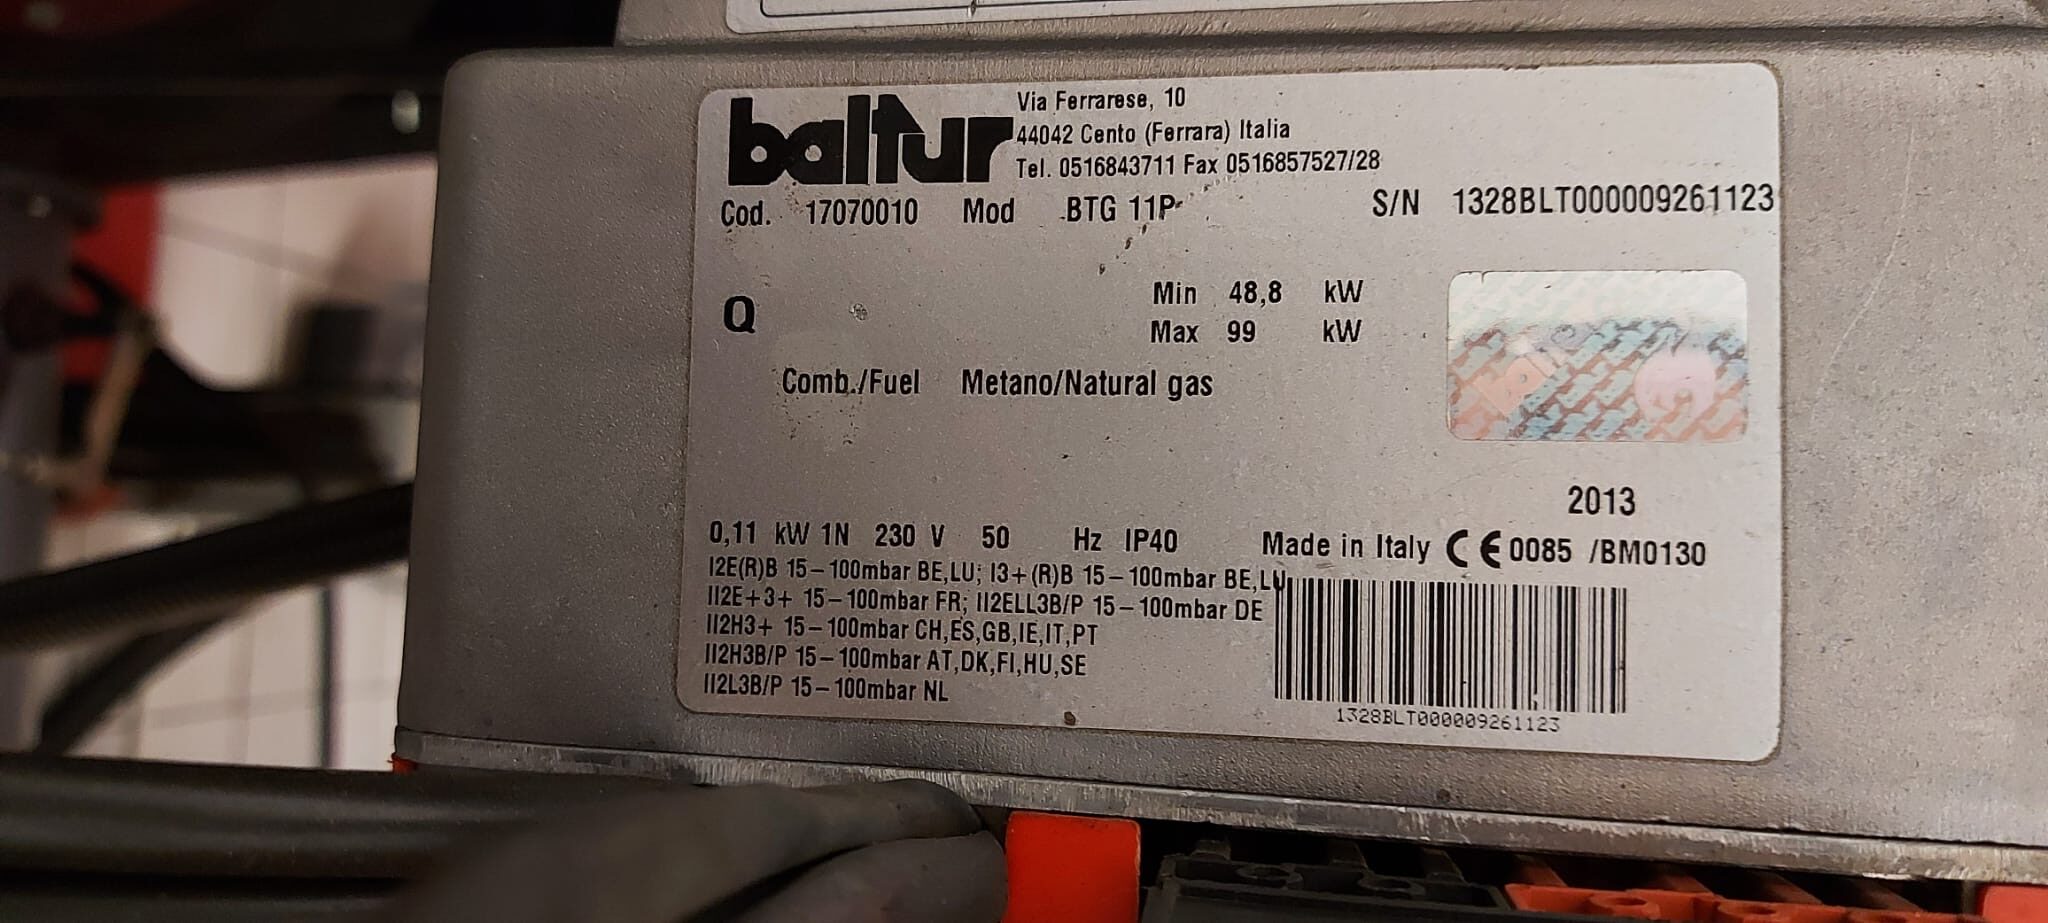 baltur
Via Ferrarese, 10
44042 Cento (Ferrara) Italia
Tel. 0516843711 Fax 0516857527/28
Cod. 17070010 Mod BTG 11P S/N 1328BLT000009261123
Q
Min 48,8 kW
Max 99 kW
Comb./Fuel Metano/Natural gas
2013
0,11 kW 1N 230 V 50 Hz IP40 Made in Italy CE 0085 /BM0130
I2E(R)B 15-100mbar BE,LU; I3+(R)B 15-100mbar BE,LU
II2E+3+ 15-100mbar FR; II2ELL3B/P 15-100mbar DE
II2H3+ 15-100mbar CH,ES,GB,IE,IT,PT
II2H3B/P 15-100mbar AT,DK,FI,HU,SE
II2L3B/P 15-100mbar NL
1328BLT000009261123